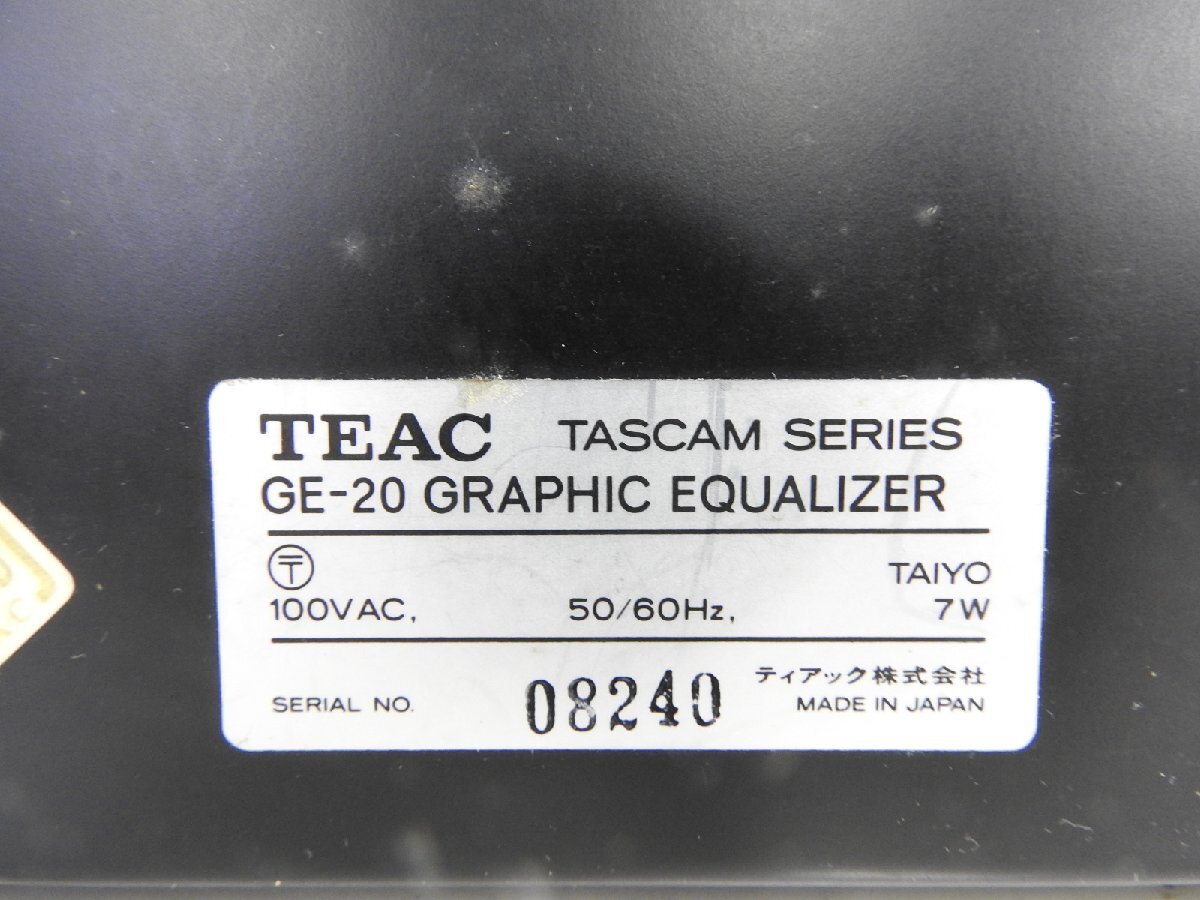 TEAC TASCAM SERIES
GE-20 GRAPHIC EQUALIZER
〒 TAIYO
100VAC, 50/60Hz, 7W
ティアック株式会社
SERIAL NO. 08240 MADE IN JAPAN